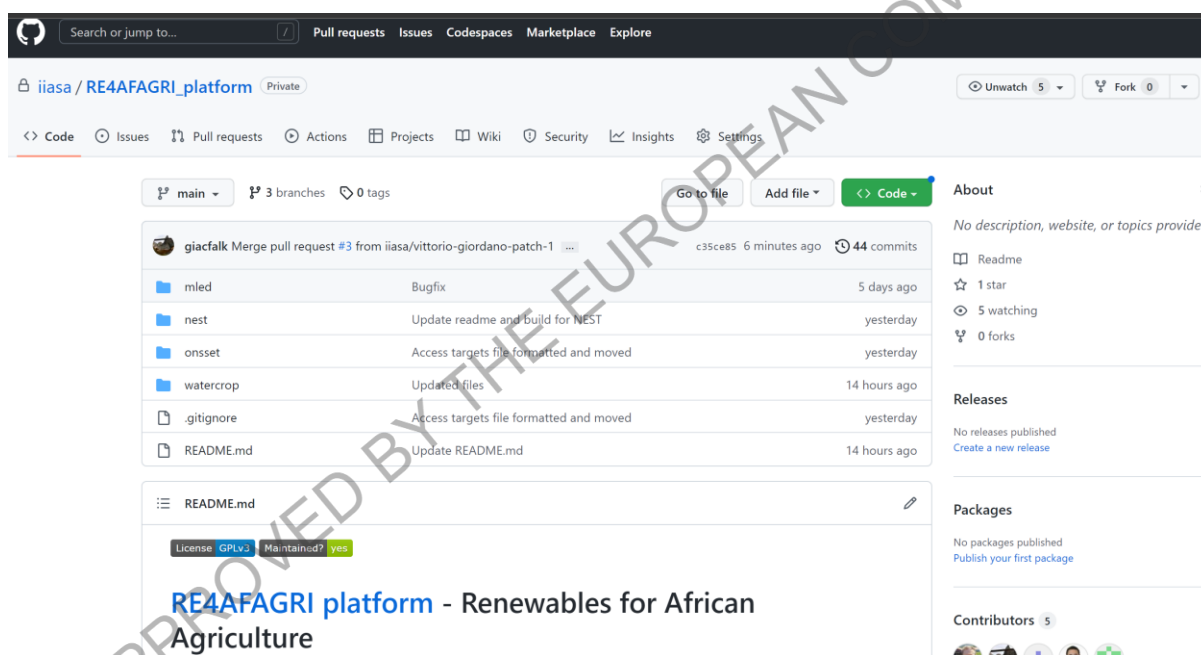 Search or jump to... / Pull requests Issues Codespaces Marketplace Explore
iiasa / RE4AFAGRI_platform Private Unwatch 5 Fork 0
<> Code Issues Pull requests Actions Projects Wiki Security Insights Settings
main 3 branches 0 tags Go to file Add file <> Code
About
No description, website, or topics provide
giacfalk Merge pull request #3 from iiasa/vittorio-giordano-patch-1 ... c35ce85 6 minutes ago 44 commits
mled Bugfix 5 days ago
nest Update readme and build for NEST yesterday
onsset Access targets file formatted and moved yesterday
watercrop Updated files 14 hours ago
.gitignore Access targets file formatted and moved yesterday
README.md Update README.md 14 hours ago
Readme
1 star
5 watching
0 forks
Releases
No releases published
Create a new release
Packages
No packages published
Publish your first package
Contributors 5
README.md
License GPLv3 Maintained? yes
RE4AFAGRI platform - Renewables for African
Agriculture
PPROVED BY THE EUROPEAN COM